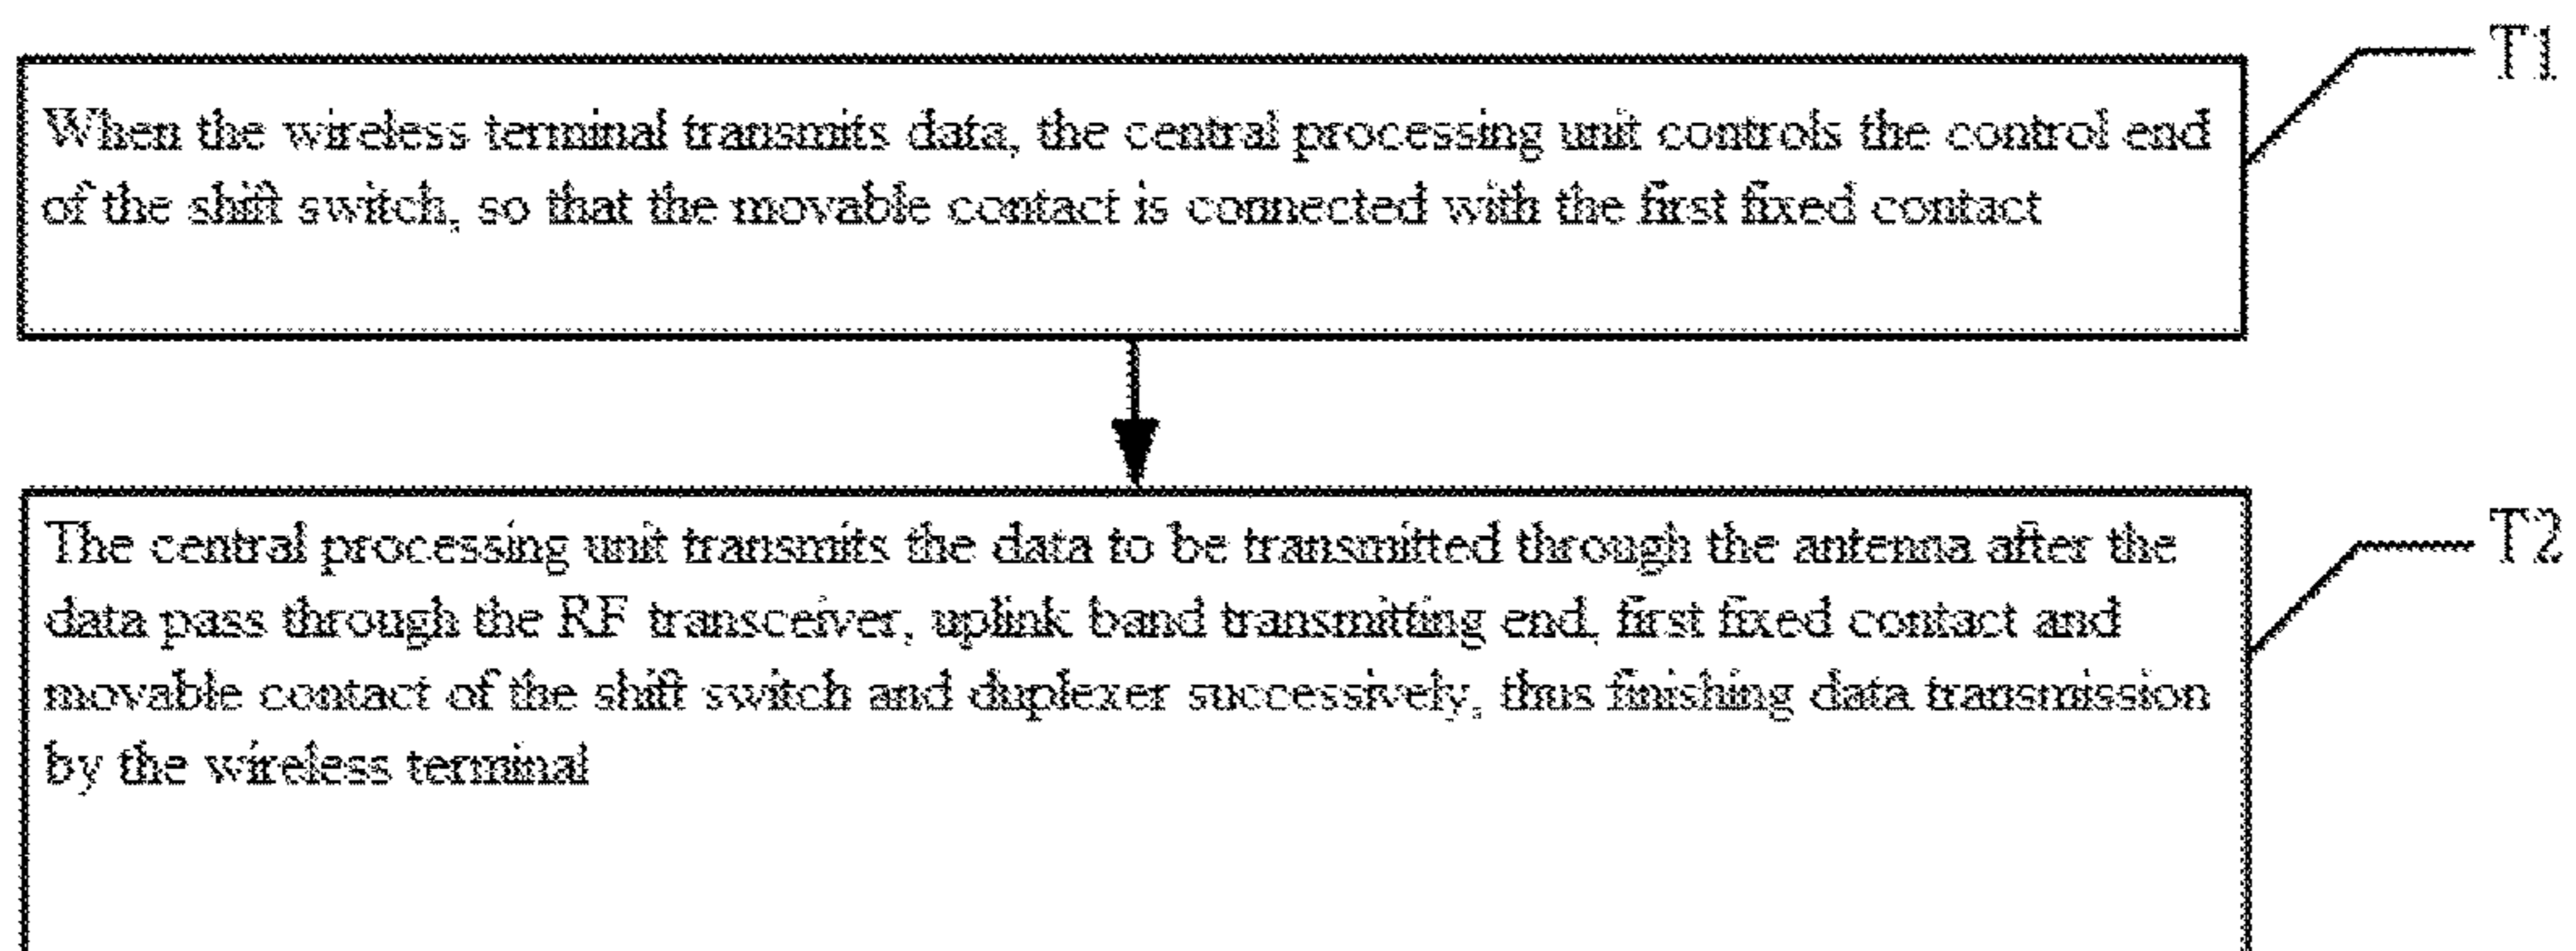 T1
When the wireless terminal transmits data, the central processing unit controls the control end
of the shift switch, so that the movable contact is connected with the first fixed contact
T2
The central processing unit transmits the data to be transmitted through the antenna after the
data pass through the RF transceiver, uplink band transmitting end, first fixed contact and
movable contact of the shift switch and duplexer successively, thus finishing data transmission
by the wireless terminal